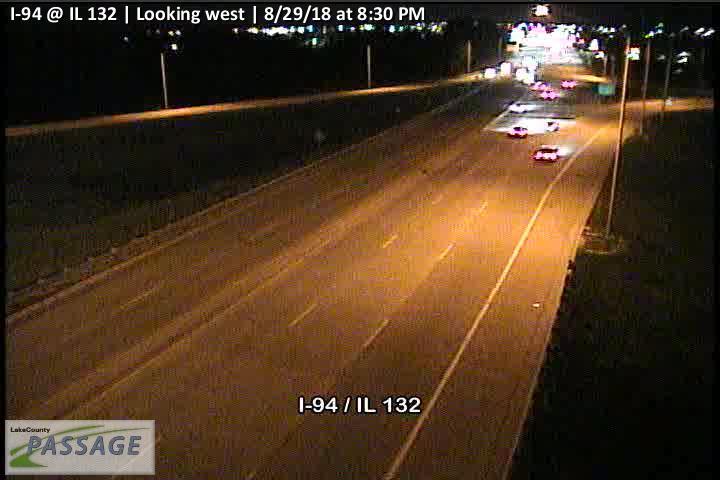 I-94 @ IL 132 | Looking west | 8/29/18 at 8:30 PM
I-94 / IL 132
LakeCounty
PASSAGE